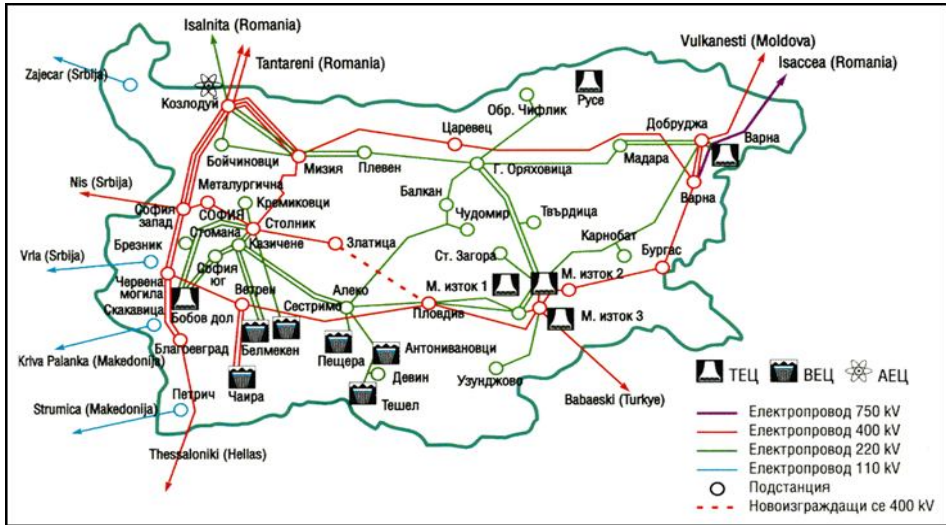 Isalnita (Romania)
Zajecar (Srbija)
Tantareni (Romania)
Vulkanesti (Moldova)
Isaccea (Romania)
Козлодуй
Обр. Чифлик
Русе
Царевец
Добруджа
Варна
Бойчиновци
Мизия
Плевен
Г. Оряховица
Мадара
Nis (Srbija)
Металургична
Кремиковци
Балкан
Варна
София
запад
СОФИЯ
Столник
Чудомир
Твърдица
Стомана
Казичене
Златица
Карнобат
Брезник
Ст. Загора
Бургас
Vrla (Srbija)
София
юг
М. изток 2
Червена
могила
Ветрен
Алеко
М. изток 1
Сестримо
Скакавица
Бобов дол
Пловдив
М. изток 3
Благоевград
Белмекен
Антонивановци
Kriva Palanka (Makedonija)
Пещера
Девин
Узунджово
ТЕЦ
ВЕЦ
АЕЦ
Чаира
Петрич
Тешел
Babaeski (Turkye)
Strumica (Makedonija)
Thessaloniki (Hellas)
Електропровод 750 kV
Електропровод 400 kV
Електропровод 220 kV
Електропровод 110 kV
Подстанция
Новоизграждащи се 400 kV